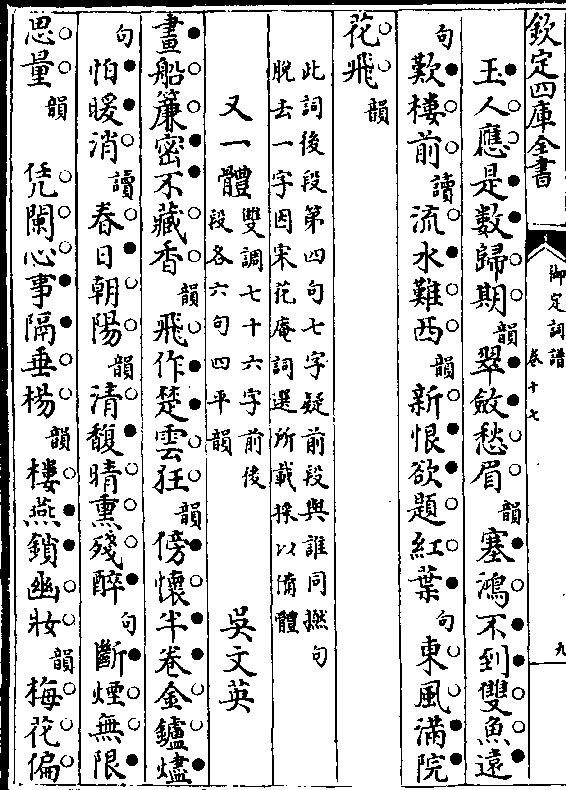 欽定四庫全書
御定詞譜 卷十七
九
玉人應是數歸期韻翠斂愁眉韻塞鴻不到雙魚遠
句歎樓前讀流水難西韻新恨欲題紅葉句東風滿院
花飛韻
此詞後段第四句七字疑前段與誰同撚句
脫去一字因宋花庵詞選所載採以備體
又一體 雙調七十六字前後
段各六句四平韻 吳文英
畫船簾密不藏香韻飛作楚雲狂韻傍懷半卷金鑪燼
句怕暖消讀春日朝陽韻清馥晴熏殘醉句斷煙無限
思量韻 凭闌心事隔垂楊韻樓燕鎖幽妝韻梅花偏